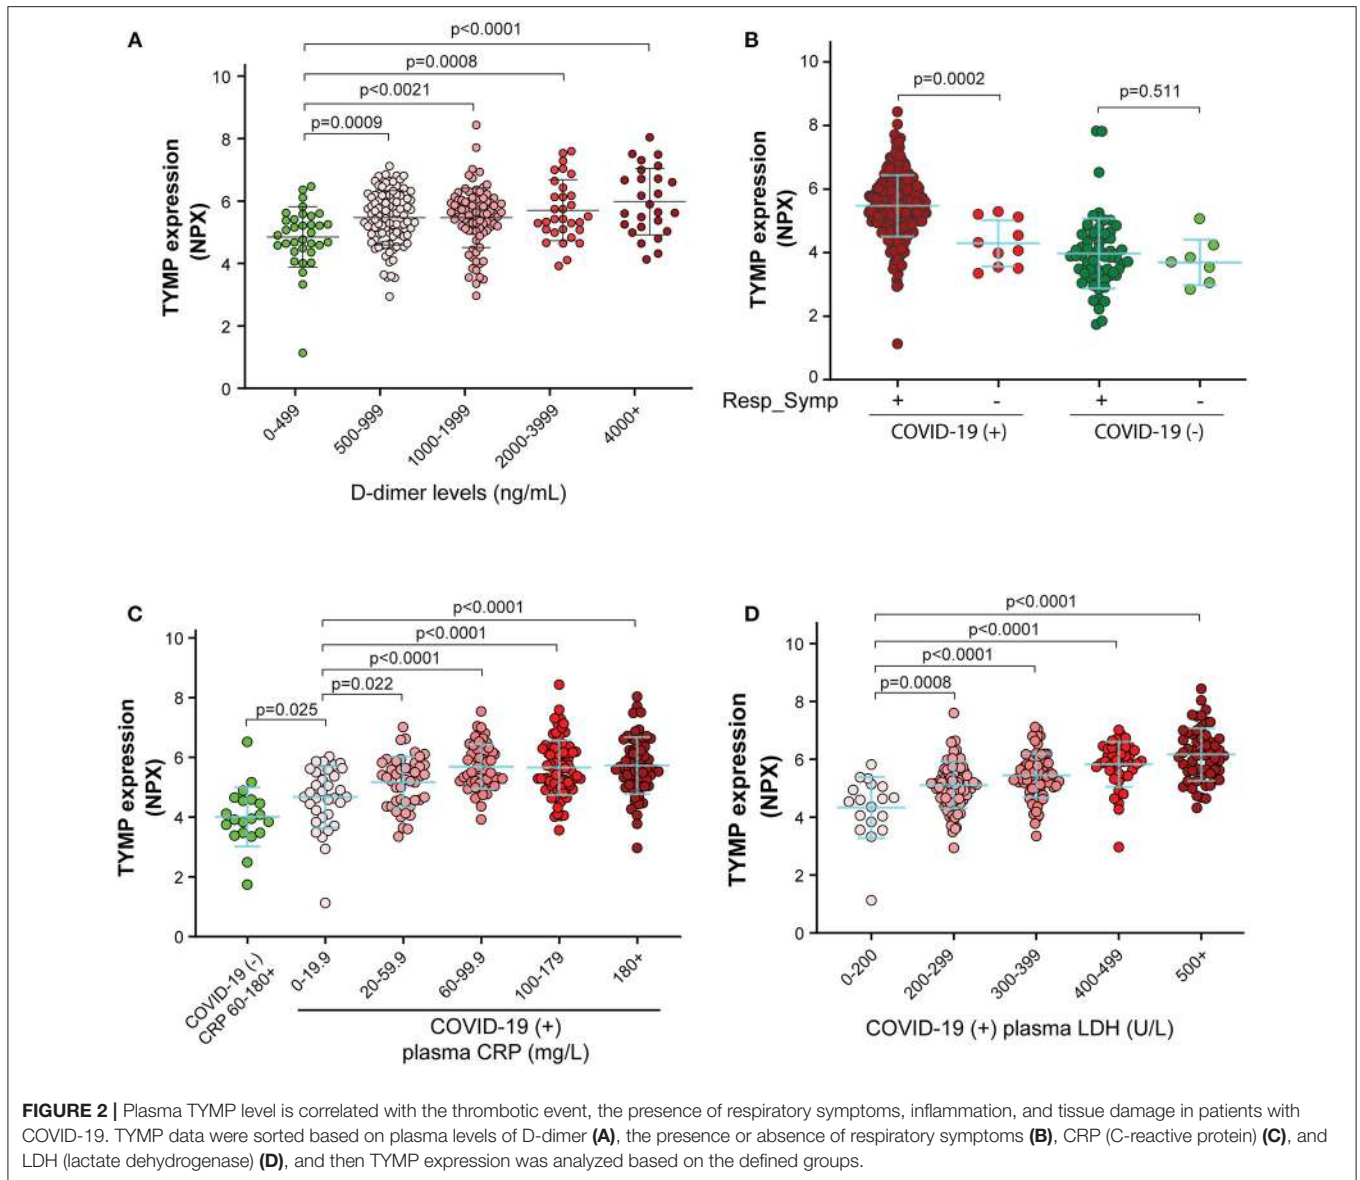 A
p<0.0001
p=0.0008
p<0.0021
p=0.0009
10
8
6
4
2
0
TYMP expression
(NPX)
0-499
500-999
1000-1999
2000-3999
4000+
D-dimer levels (ng/mL)
B
p=0.0002
p=0.511
10
8
6
4
2
0
TYMP expression
(NPX)
Resp_Symp + - + -
COVID-19 (+) COVID-19 (-)
C
p<0.0001
p<0.0001
p<0.0001
p=0.022
p=0.025
10
8
6
4
2
0
TYMP expression
(NPX)
COVID-19 (-)
CRP 60-180+
0-19.9
20-59.9
60-99.9
100-179
180+
COVID-19 (+)
plasma CRP (mg/L)
D
p<0.0001
p<0.0001
p<0.0001
p=0.0008
10
8
6
4
2
0
TYMP expression
(NPX)
0-200
200-299
300-399
400-499
500+
COVID-19 (+) plasma LDH (U/L)
FIGURE 2 | Plasma TYMP level is correlated with the thrombotic event, the presence of respiratory symptoms, inflammation, and tissue damage in patients with
COVID-19. TYMP data were sorted based on plasma levels of D-dimer (A), the presence or absence of respiratory symptoms (B), CRP (C-reactive protein) (C), and
LDH (lactate dehydrogenase) (D), and then TYMP expression was analyzed based on the defined groups.